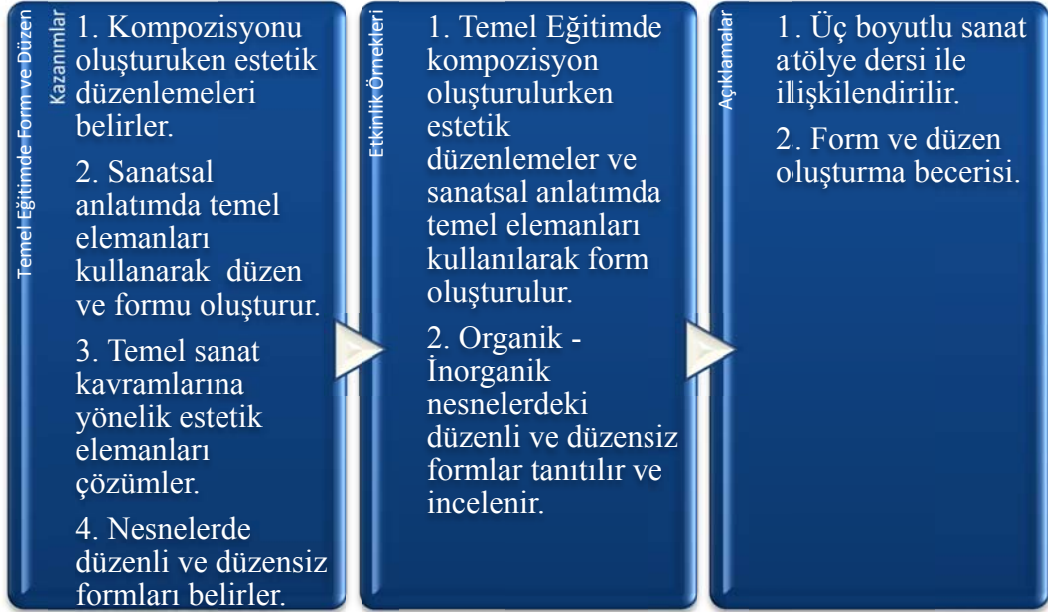 Temel Eğitimde Form ve Düzen
Kazanımlar
1. Kompozisyonu
oluşturuken estetik
düzenlemeleri
belirler.
2. Sanatsal
anlatımda temel
elemanları
kullanarak düzen
ve formu oluşturur.
3. Temel sanat
kavramlarına
yönelik estetik
elemanları
çözümler.
4. Nesnelerde
düzenli ve düzensiz
formları belirler.
Etkinlik Örnekleri
1. Temel Eğitimde
kompozisyon
oluşturulurken
estetik
düzenlemeler ve
sanatsal anlatımda
temel elemanları
kullanılarak form
oluşturulur.
2. Organik -
İnorganik
nesnelerdeki
düzenli ve düzensiz
formlar tanıtılır ve
incelenir.
Açıklamalar
1. Üç boyutlu sanat
atölye dersi ile
ilişkilendirilir.
2. Form ve düzen
oluşturma becerisi.